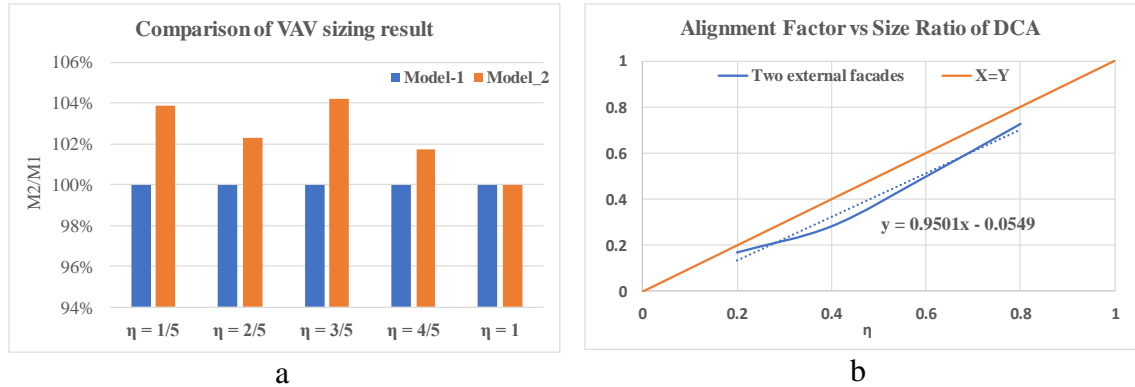 Comparison of VAV sizing result
106%
Model-1 Model_2
104%
102%
M2/M1
100%
98%
96%
94%
η = 1/5 η = 2/5 η = 3/5 η = 4/5 η = 1
a
Alignment Factor vs Size Ratio of DCA
1
Two external facades X=Y
0.8
0.6
0.4
y = 0.9501x - 0.0549
0.2
0
0 0.2 0.4 0.6 0.8 1
η
b